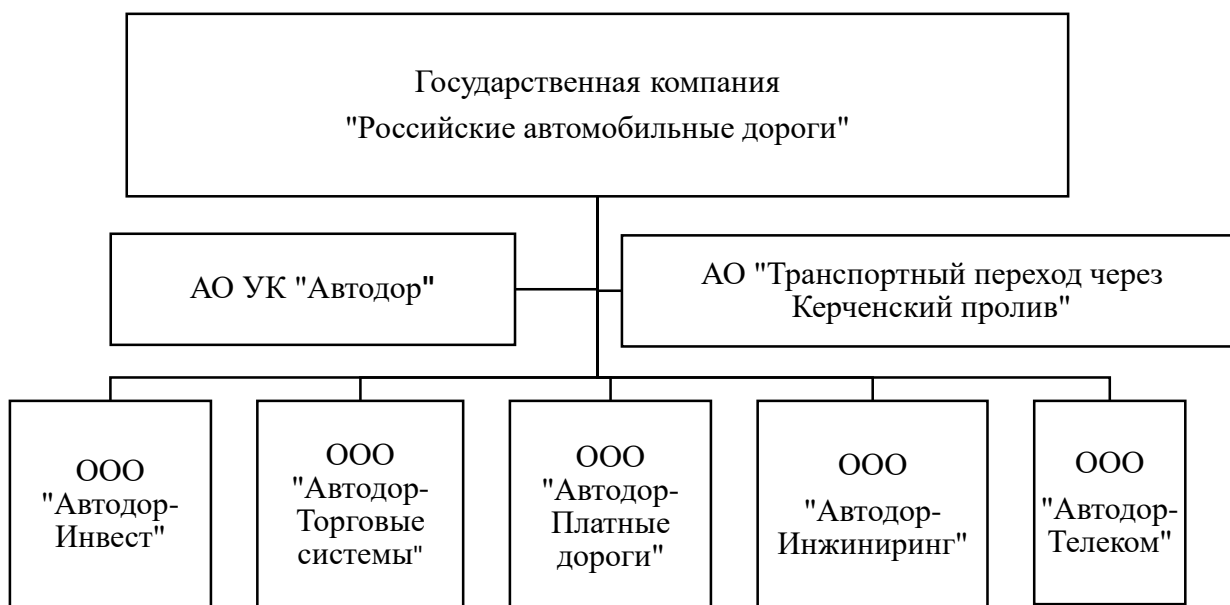 Государственная компания
"Российские автомобильные дороги"
АО УК "Автодор"
АО "Транспортный переход через
Керченский пролив"
ООО
"Автодор-
Инвест"
ООО
"Автодор-
Торговые
системы"
ООО
"Автодор-
Платные
дороги"
ООО
"Автодор-
Инжиниринг"
ООО
"Автодор-
Телеком"